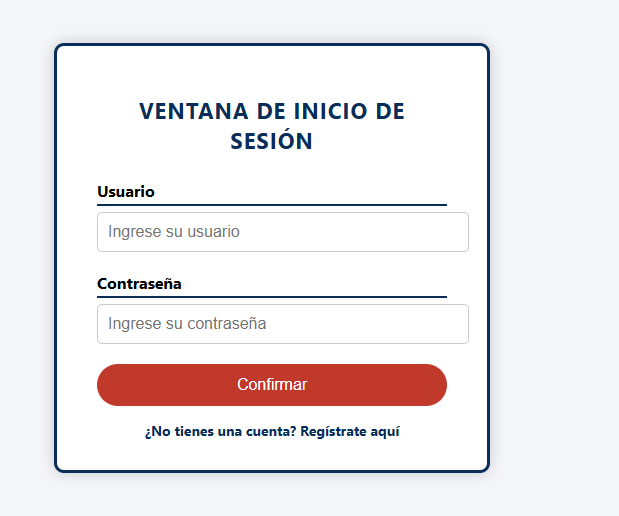 VENTANA DE INICIO DE
SESIÓN
Usuario
Ingrese su usuario
Contraseña
Ingrese su contraseña
Confirmar
¿No tienes una cuenta? Regístrate aquí